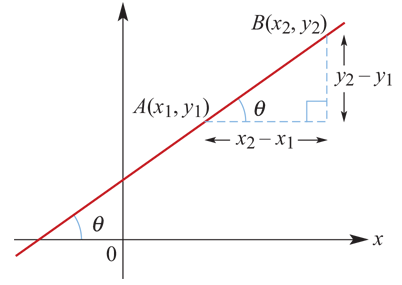 B(x₂, y₂)
y₂ – y₁
A(x₁, y₁)
θ
x₂ – x₁
θ
x
0